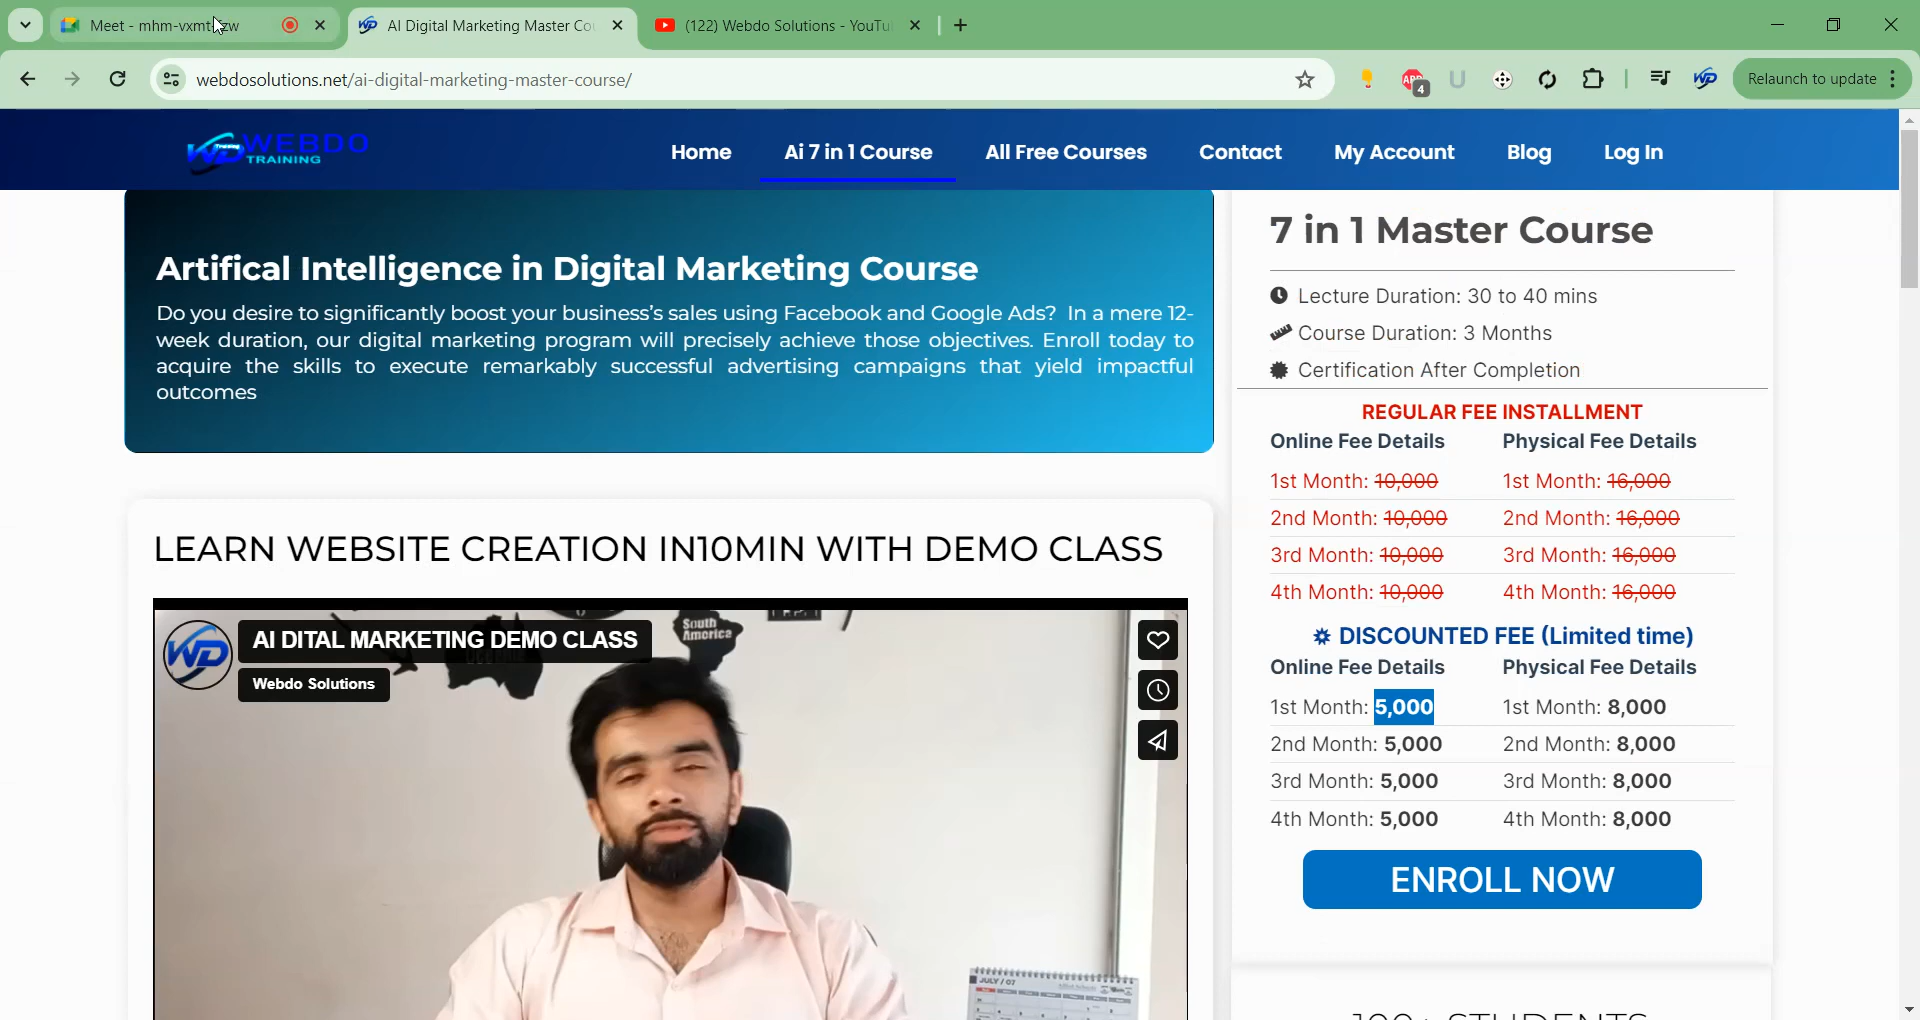 Meet - mhm-vxmt
zw
AI Digital Marketing Master Co
(122) Webdo Solutions - YouTu
webdosolutions.net/ai-digital-marketing-master-course/
ABP
4
Relaunch to update
WD Training WEBDO
TRAINING
Home
Ai 7 in 1 Course
All Free Courses
Contact
My Account
Blog
Log In
Artifical Intelligence in Digital Marketing Course
Do you desire to significantly boost your business's sales using Facebook and Google Ads? In a mere 12-
week duration, our digital marketing program will precisely achieve those objectives. Enroll today to
acquire the skills to execute remarkably successful advertising campaigns that yield impactful
outcomes
LEARN WEBSITE CREATION IN10MIN WITH DEMO CLASS
WD
AI DITAL MARKETING DEMO CLASS
Webdo Solutions
South
America
JULY / 07
7 in 1 Master Course
Lecture Duration: 30 to 40 mins
Course Duration: 3 Months
Certification After Completion
REGULAR FEE INSTALLMENT
Online Fee Details Physical Fee Details
1st Month: 10,000 1st Month: 16,000
2nd Month: 10,000 2nd Month: 16,000
3rd Month: 10,000 3rd Month: 16,000
4th Month: 10,000 4th Month: 16,000
DISCOUNTED FEE (Limited time)
Online Fee Details Physical Fee Details
1st Month: 5,000 1st Month: 8,000
2nd Month: 5,000 2nd Month: 8,000
3rd Month: 5,000 3rd Month: 8,000
4th Month: 5,000 4th Month: 8,000
ENROLL NOW
100+ STUDENTS